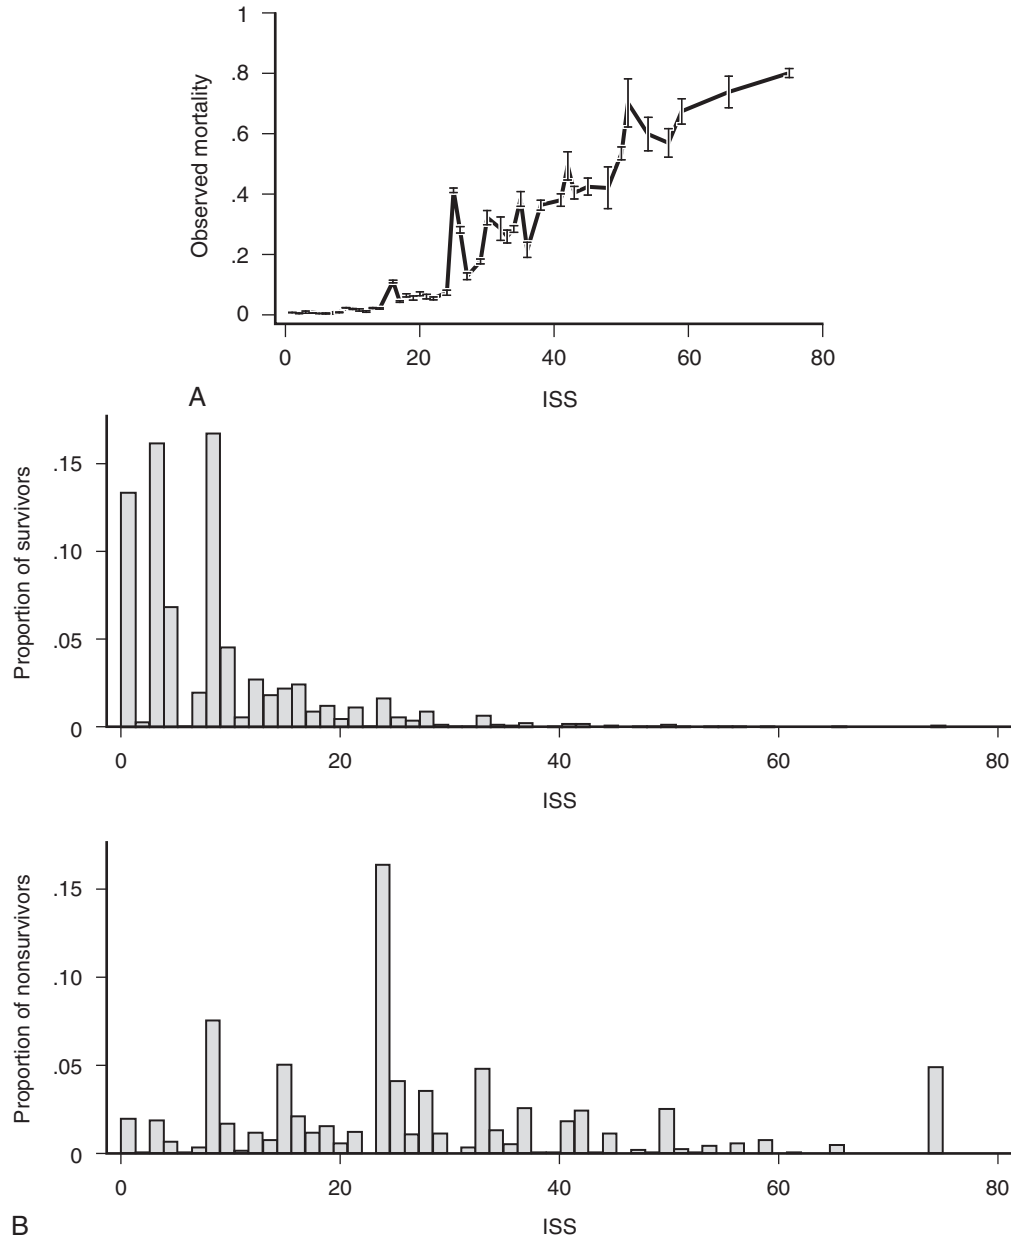 1
.8
.6
.4
.2
0
Observed mortality
0 20 40 60 80
ISS
A
.15
.10
.05
0
Proportion of survivors
0 20 40 60 80
ISS
.15
.10
.05
0
Proportion of nonsurvivors
0 20 40 60 80
ISS
B